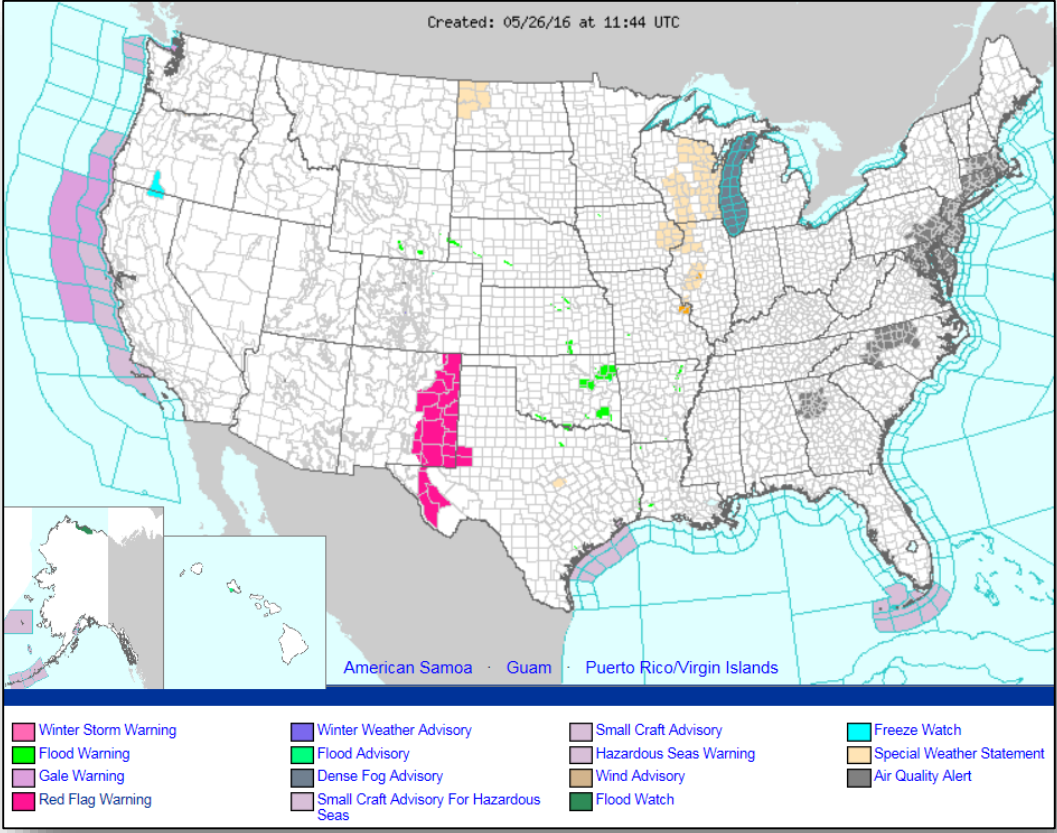 Created: 05/26/16 at 11:44 UTC
American Samoa · Guam · Puerto Rico/Virgin Islands
Winter Storm Warning
Winter Weather Advisory
Small Craft Advisory
Freeze Watch
Flood Warning
Flood Advisory
Hazardous Seas Warning
Special Weather Statement
Gale Warning
Dense Fog Advisory
Wind Advisory
Air Quality Alert
Red Flag Warning
Small Craft Advisory For Hazardous
Seas
Flood Watch